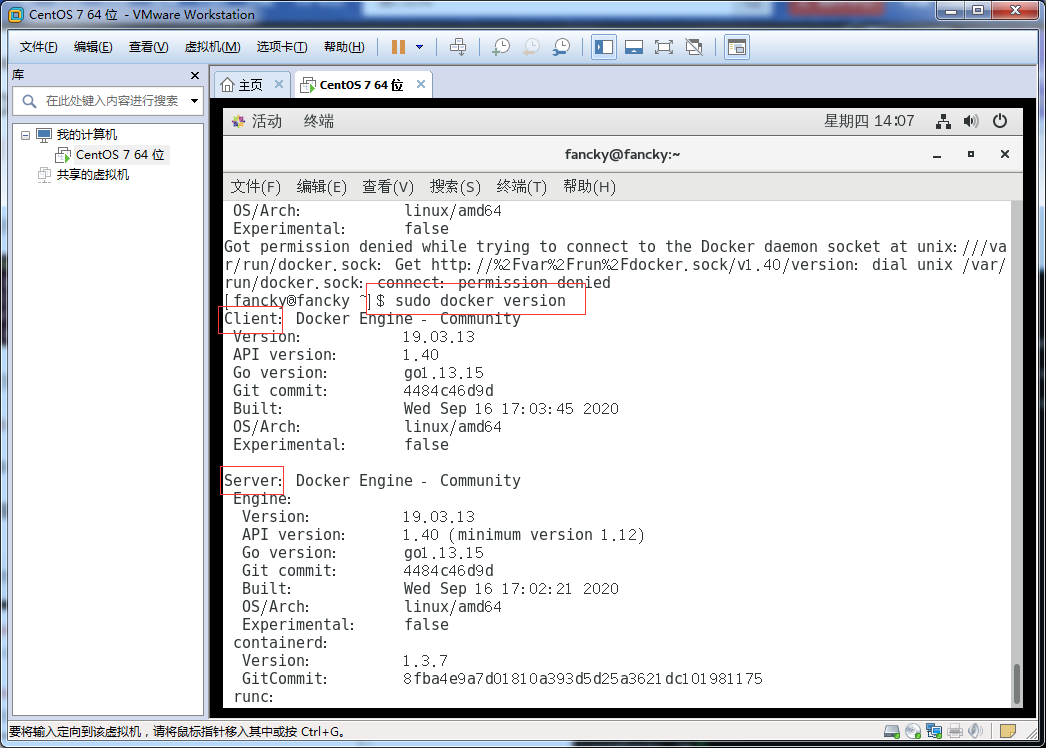 CentOS 7 64 位 - VMware Workstation
文件(F) 编辑(E) 查看(V) 虚拟机(M) 选项卡(T) 帮助(H)
库
在此处键入内容进行搜索
我的计算机
CentOS 7 64 位
共享的虚拟机
主页 CentOS 7 64 位
活动 终端 星期四 14:07
fancky@fancky:~
文件(F) 编辑(E) 查看(V) 搜索(S) 终端(T) 帮助(H)
OS/Arch: linux/amd64
Experimental: false
Got permission denied while trying to connect to the Docker daemon socket at unix:///va
r/run/docker.sock: Get http://%2Fvar%2Frun%2Fdocker.sock/v1.40/version: dial unix /var/
run/docker.sock: connect: permission denied
[fancky@fancky ~]$ sudo docker version
Client: Docker Engine - Community
Version: 19.03.13
API version: 1.40
Go version: go1.13.15
Git commit: 4484c46d9d
Built: Wed Sep 16 17:03:45 2020
OS/Arch: linux/amd64
Experimental: false
Server: Docker Engine - Community
Engine:
Version: 19.03.13
API version: 1.40 (minimum version 1.12)
Go version: go1.13.15
Git commit: 4484c46d9d
Built: Wed Sep 16 17:02:21 2020
OS/Arch: linux/amd64
Experimental: false
containerd:
Version: 1.3.7
GitCommit: 8fba4e9a7d01810a393d5d25a3621dc101981175
runc:
要将输入定向到该虚拟机，请将鼠标指针移入其中或按 Ctrl+G。